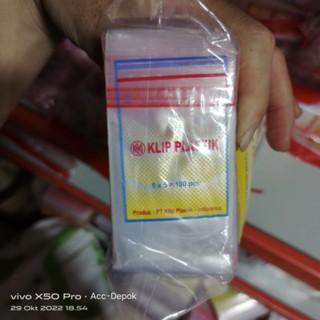 KLIP PLASTIK
8 x 5 = 100 pcs
Produk : PT Klip Plastik - Indonesia
vivo X50 Pro · Acc-Depok
29 Okt 2022 18.54